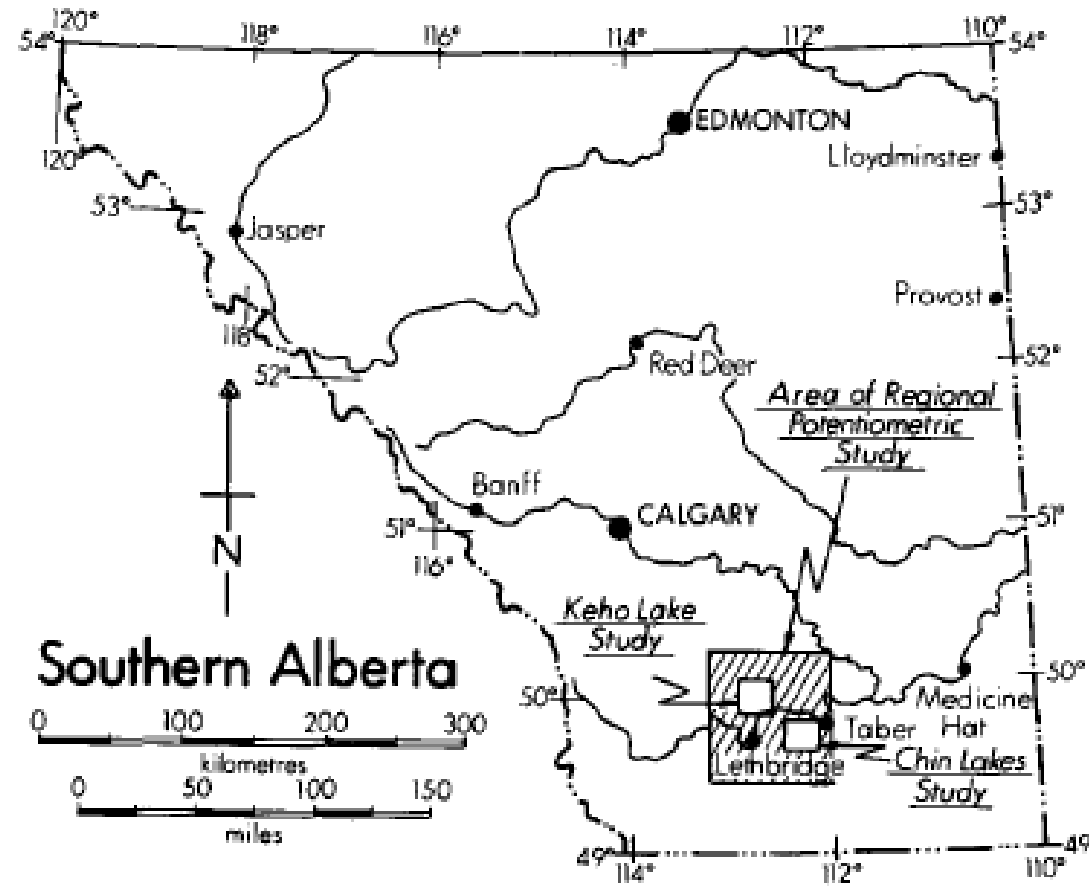 120°
118°
116°
114°
112°
110°
54°
54°
EDMONTON
120°
Lloydminster
53°
53°
Jasper
Provost
118°
52°
52°
Red Deer
Area of Regional
Potentiometric
Study
Banff
51°
51°
CALGARY
116°
N
Keho Lake
Study
Southern Alberta
50°
50°
0 100 200 300
kilometres
0 50 100 150
miles
Medicine
Hat
Taber
Lethbridge
Chin Lakes
Study
49°
49°
114°
112°
110°